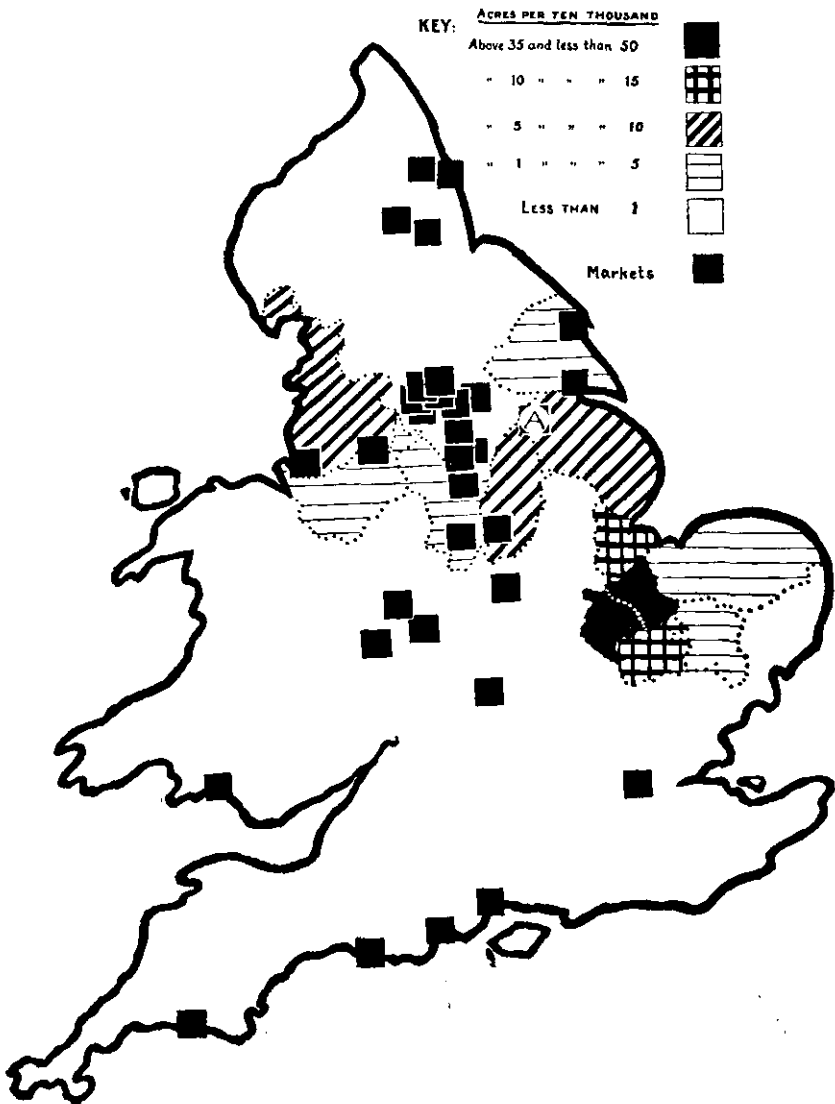 KEY:
ACRES PER TEN THOUSAND
Above 35 and less than 50
" 10 " " " 15
" 5 " " " 10
" 1 " " " 5
LESS THAN 1
Markets
A